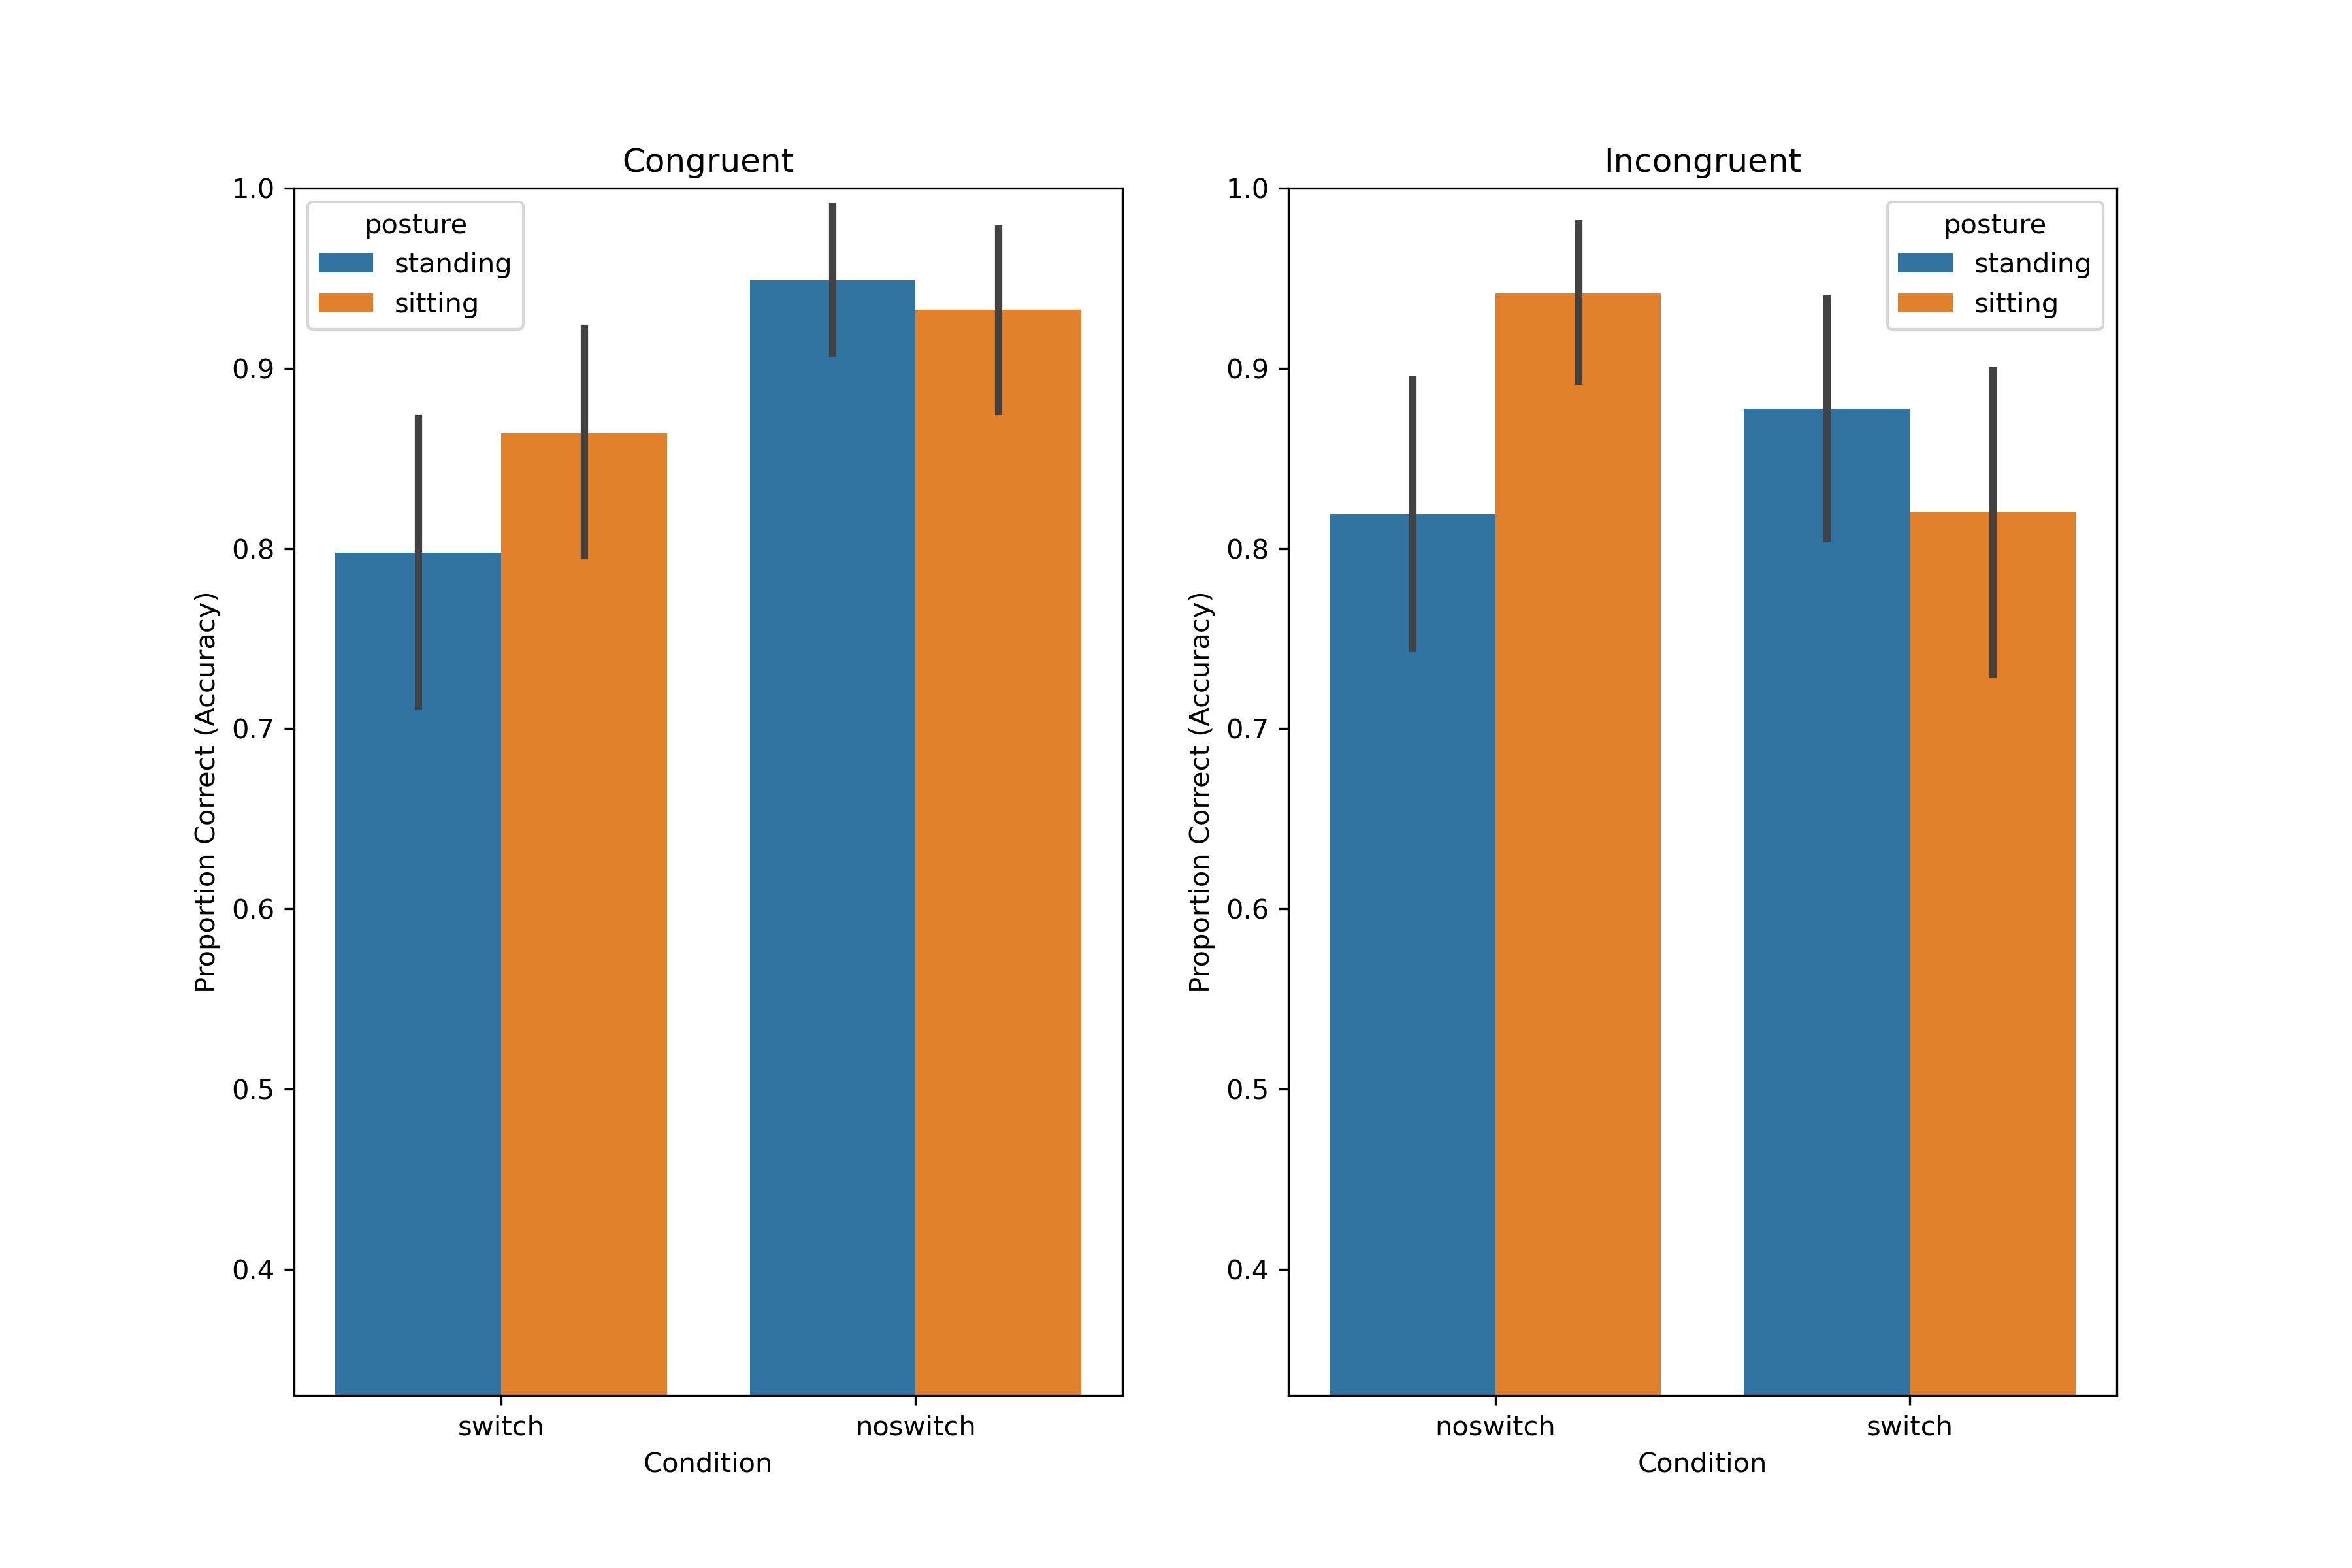 Congruent
1.0
0.9
0.8
0.7
0.6
0.5
0.4
Proportion Correct (Accuracy)
posture
standing
sitting
switch
noswitch
Condition
Incongruent
1.0
0.9
0.8
0.7
0.6
0.5
0.4
Proportion Correct (Accuracy)
posture
standing
sitting
noswitch
switch
Condition